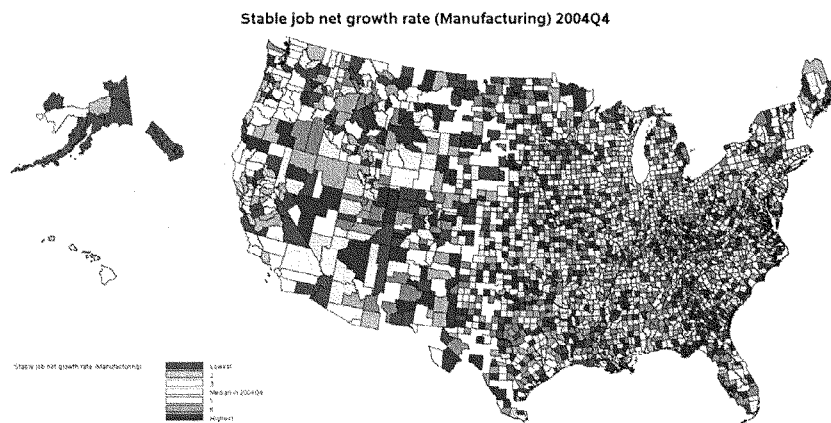 Stable job net growth rate (Manufacturing) 2004Q4
Stable job net growth rate (Manufacturing)
Lowest
2
3
Median in 2004Q4
5
6
Highest